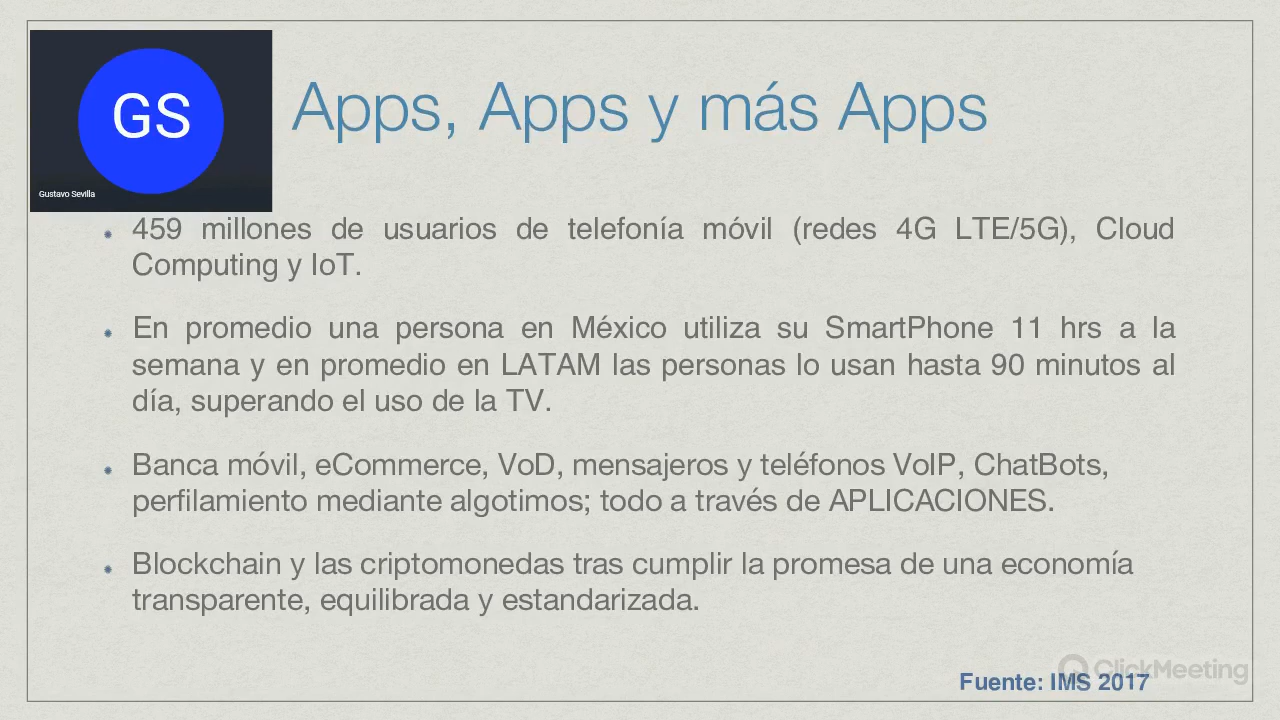 GS
Gustavo Sevilla
Apps, Apps y más Apps
459 millones de usuarios de telefonía móvil (redes 4G LTE/5G), Cloud
Computing y IoT.
En promedio una persona en México utiliza su SmartPhone 11 hrs a la
semana y en promedio en LATAM las personas lo usan hasta 90 minutos al
día, superando el uso de la TV.
Banca móvil, eCommerce, VoD, mensajeros y teléfonos VoIP, ChatBots,
perfilamiento mediante algotimos; todo a través de APLICACIONES.
Blockchain y las criptomonedas tras cumplir la promesa de una economía
transparente, equilibrada y estandarizada.
ClickMeeting
Fuente: IMS 2017